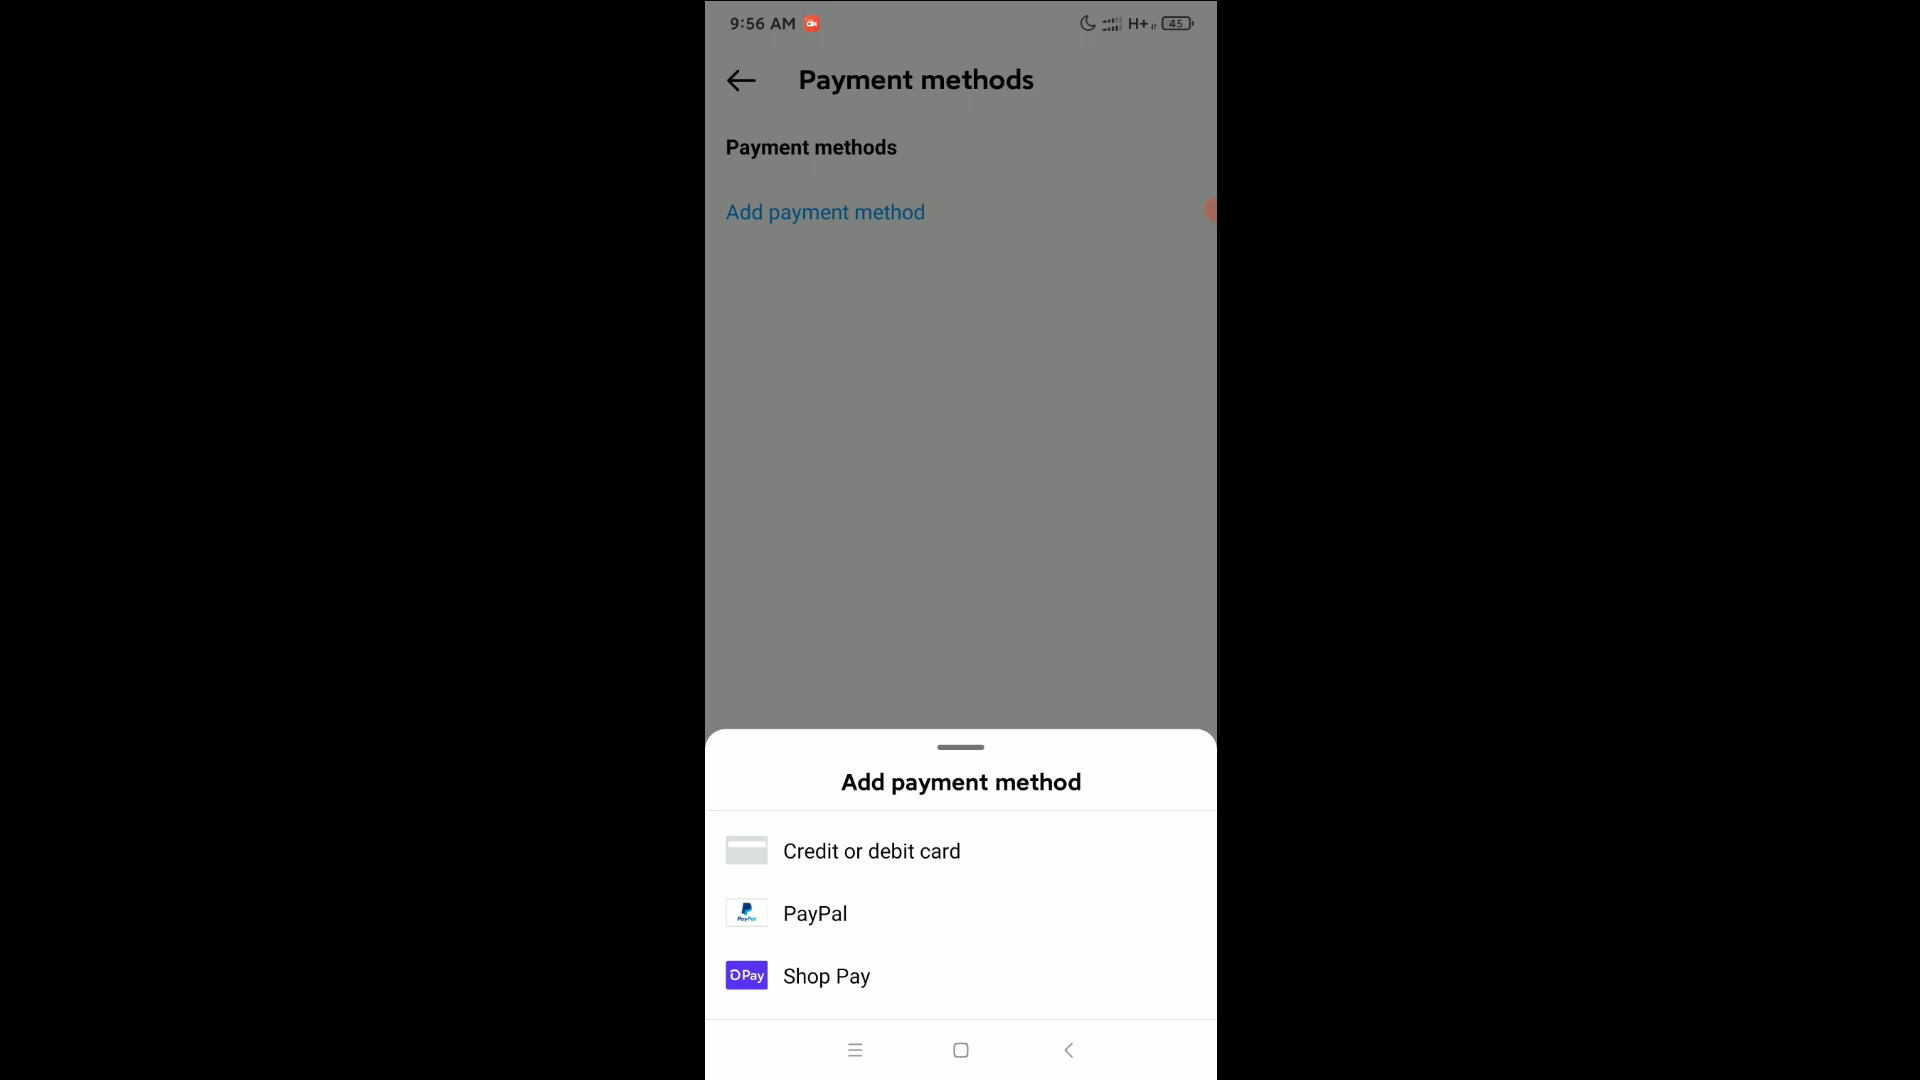 9:56 AM
H+
45
Payment methods
Payment methods
Add payment method
Add payment method
Credit or debit card
PayPal
PayPal
Pay
Shop Pay